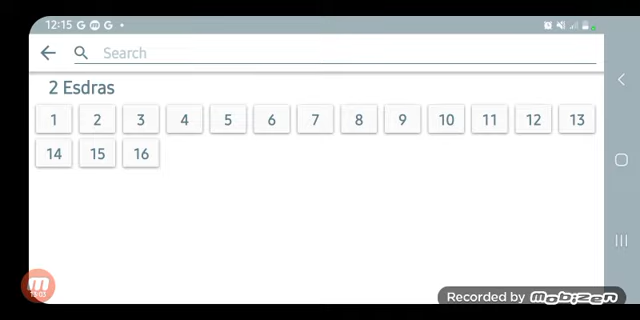 12:15 G m G •
Search
2 Esdras
1 2 3 4 5 6 7 8 9 10 11 12 13
14 15 16
m
Recorded by mobizen